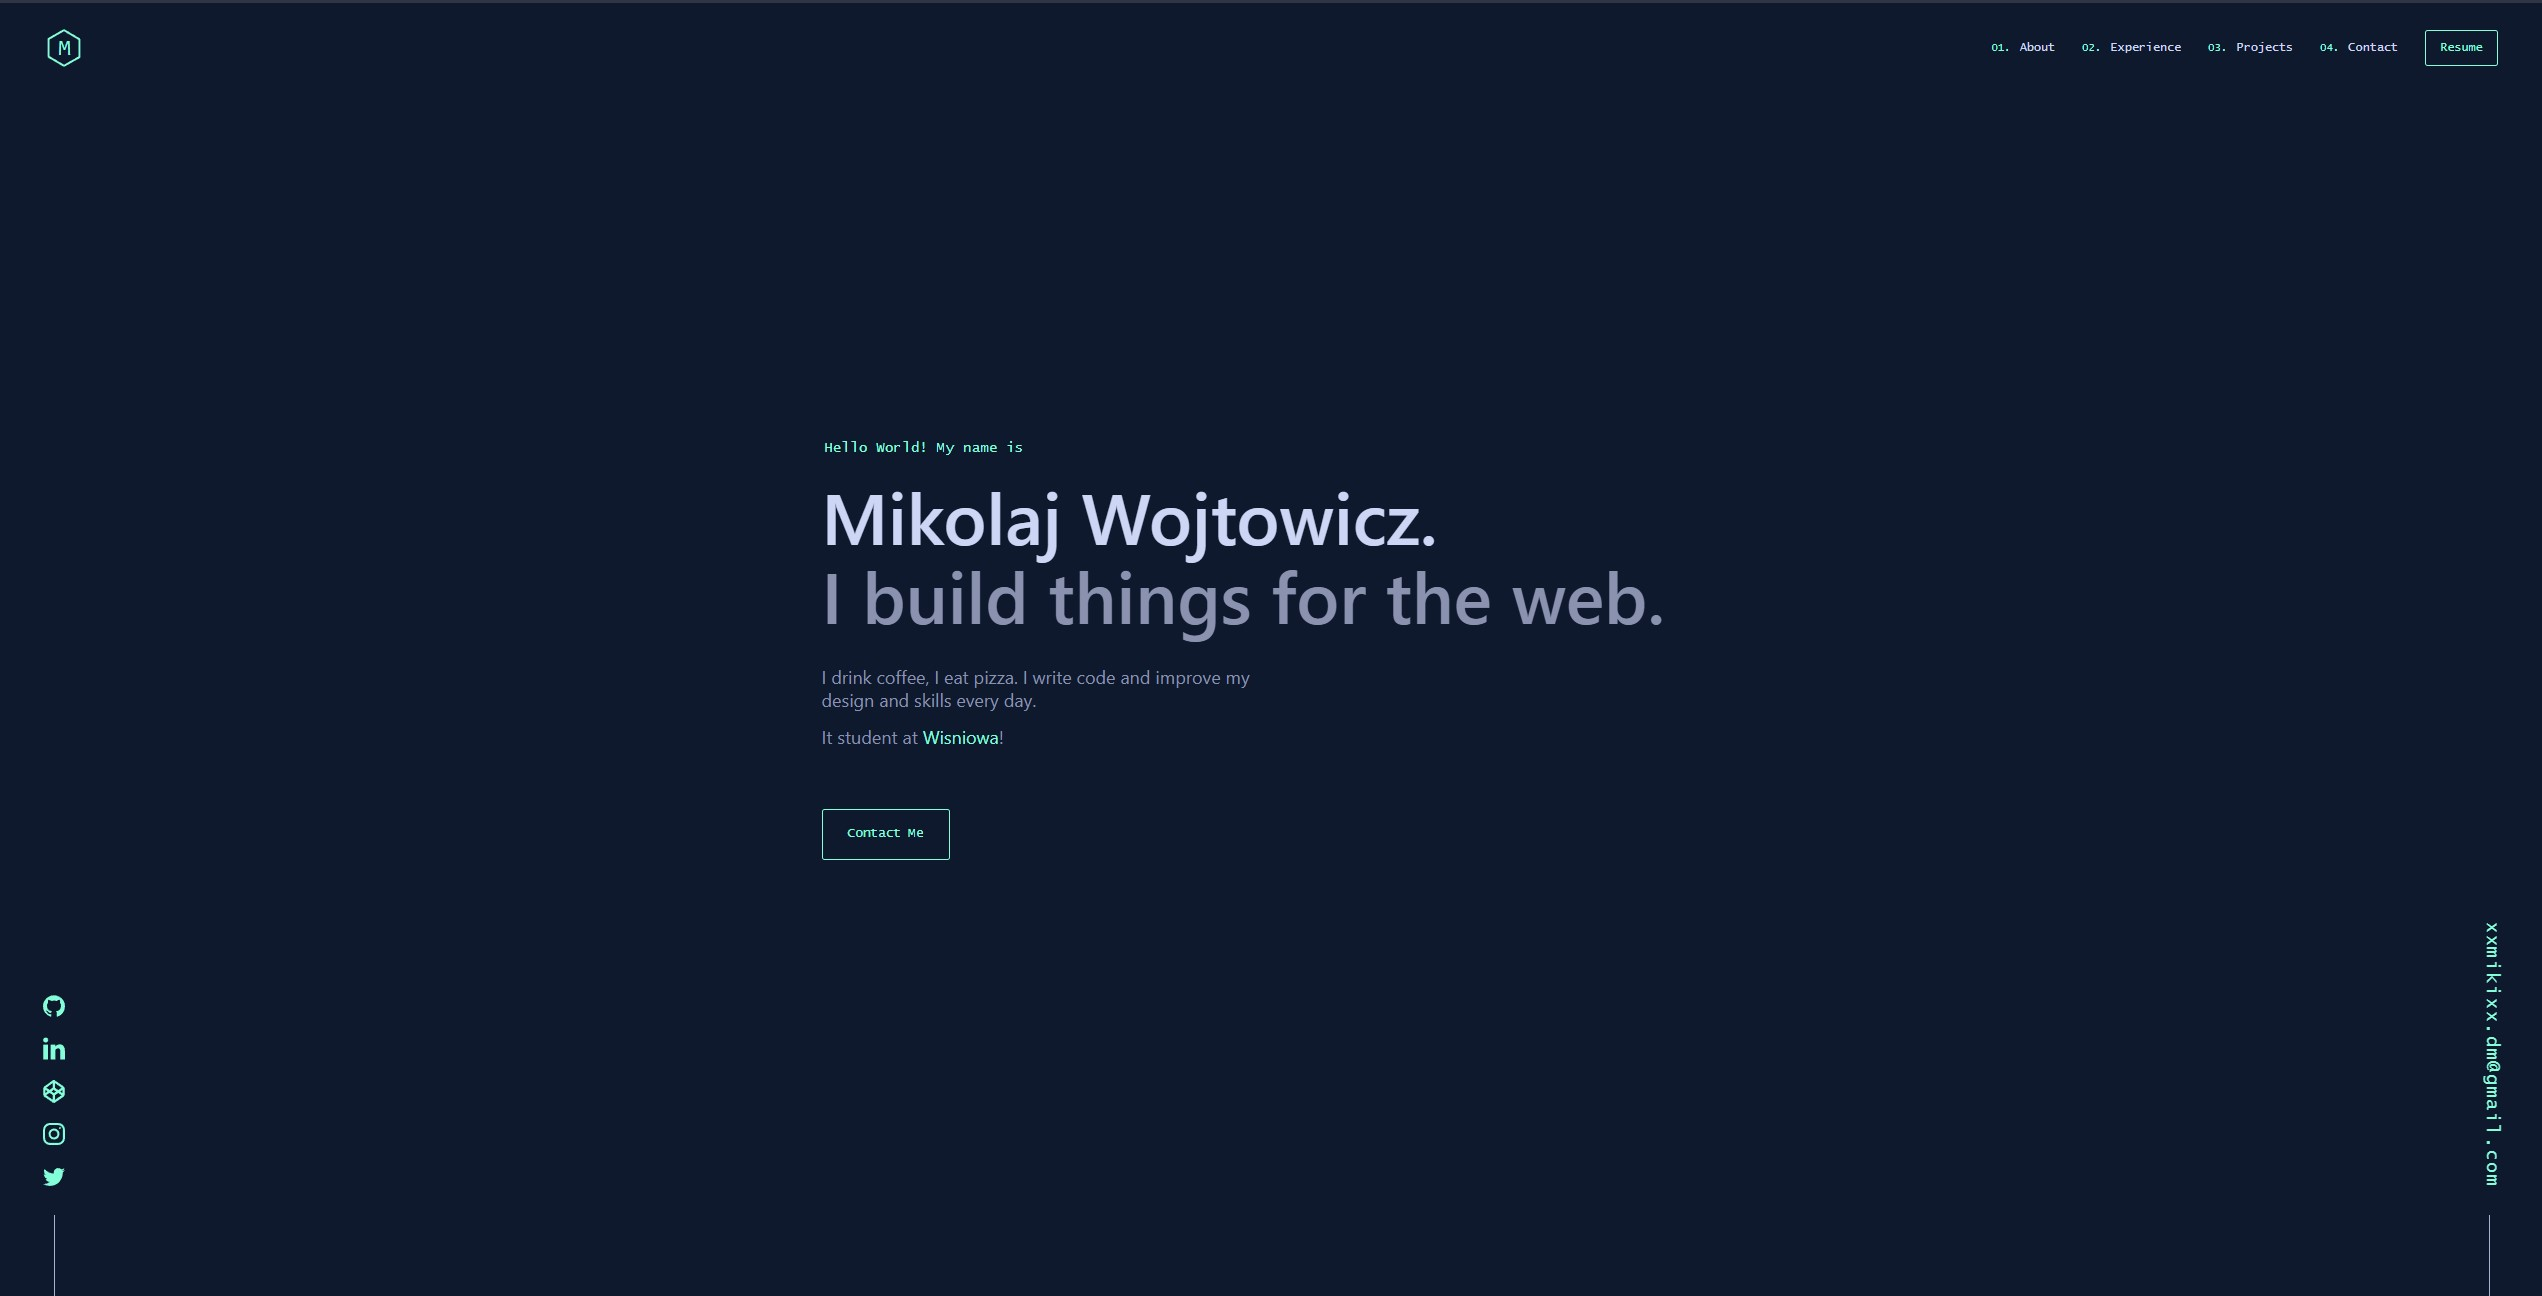 M
01. About 02. Experience 03. Projects 04. Contact Resume
Hello World! My name is
Mikolaj Wojtowicz.
I build things for the web.
I drink coffee, I eat pizza. I write code and improve my
design and skills every day.
It student at Wisniowa!
Contact Me
in
xxmikixx.dm@gmail.com